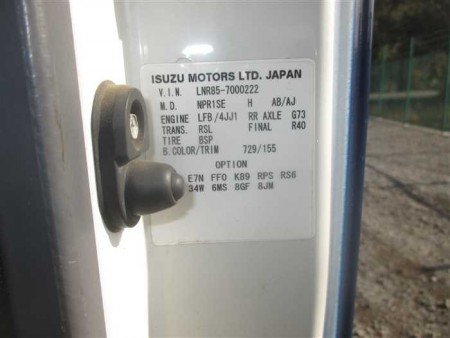 ISUZU MOTORS LTD. JAPAN
V.I.N. LNR85-7000222
M.D. NPR1SE H AB/AJ
ENGINE LFB/4JJ1 RR AXLE G73
TRANS. RSL FINAL R40
TIRE BSP
B.COLOR/TRIM 729/155
OPTION
E7N FF0 K89 RPS RS6
34W 6MS 8GF 8JM